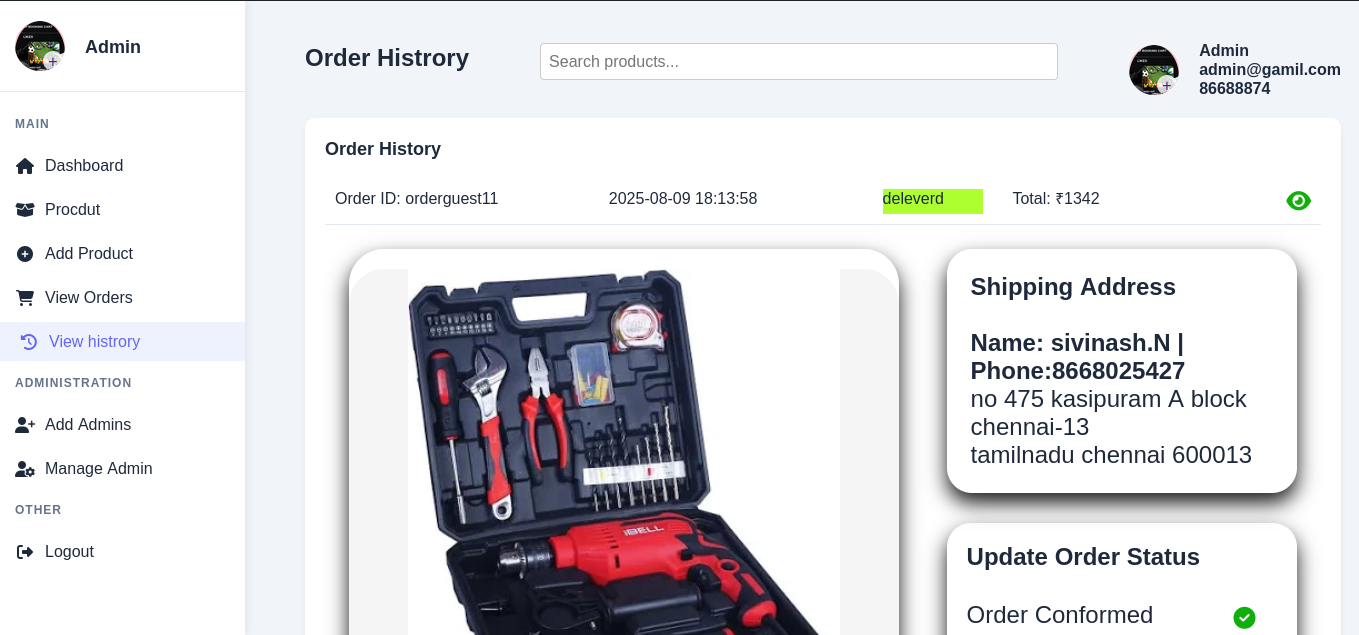 Admin
MAIN
Dashboard
Procdut
Add Product
View Orders
View histrory
ADMINISTRATION
Add Admins
Manage Admin
OTHER
Logout
Order Histrory
Search products...
Admin
admin@gamil.com
86688874
Order History
Order ID: orderguest11 2025-08-09 18:13:58 deleverd Total: ₹1342
iBELL
Shipping Address
Name: sivinash.N |
Phone:8668025427
no 475 kasipuram A block
chennai-13
tamilnadu chennai 600013
Update Order Status
Order Conformed